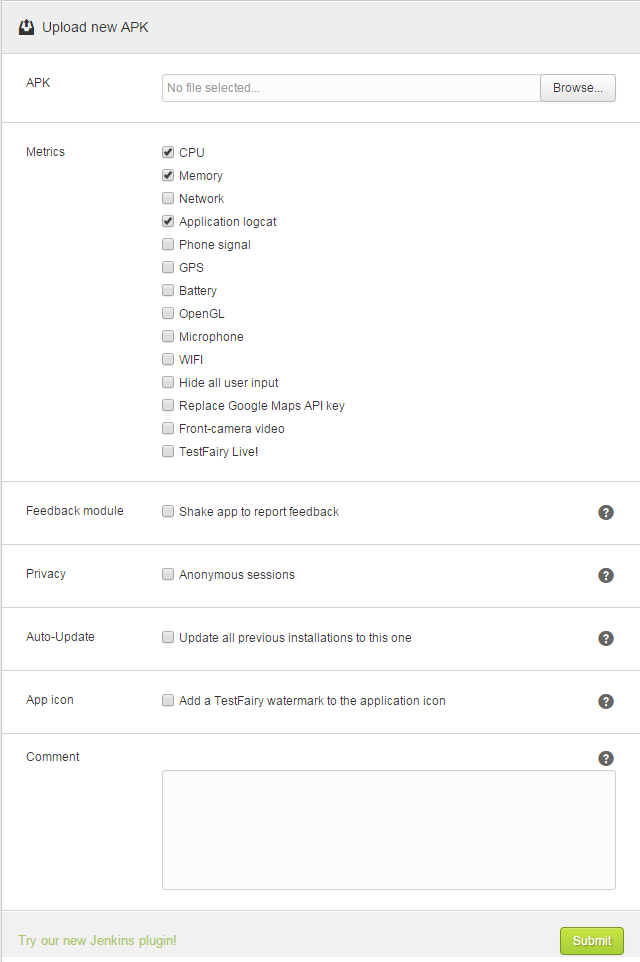 Upload new APK
APK No file selected... Browse...
Metrics CPU
Memory
Network
Application logcat
Phone signal
GPS
Battery
OpenGL
Microphone
WIFI
Hide all user input
Replace Google Maps API key
Front-camera video
TestFairy Live!
Feedback module Shake app to report feedback ?
Privacy Anonymous sessions ?
Auto-Update Update all previous installations to this one ?
App icon Add a TestFairy watermark to the application icon ?
Comment ?
Try our new Jenkins plugin! Submit